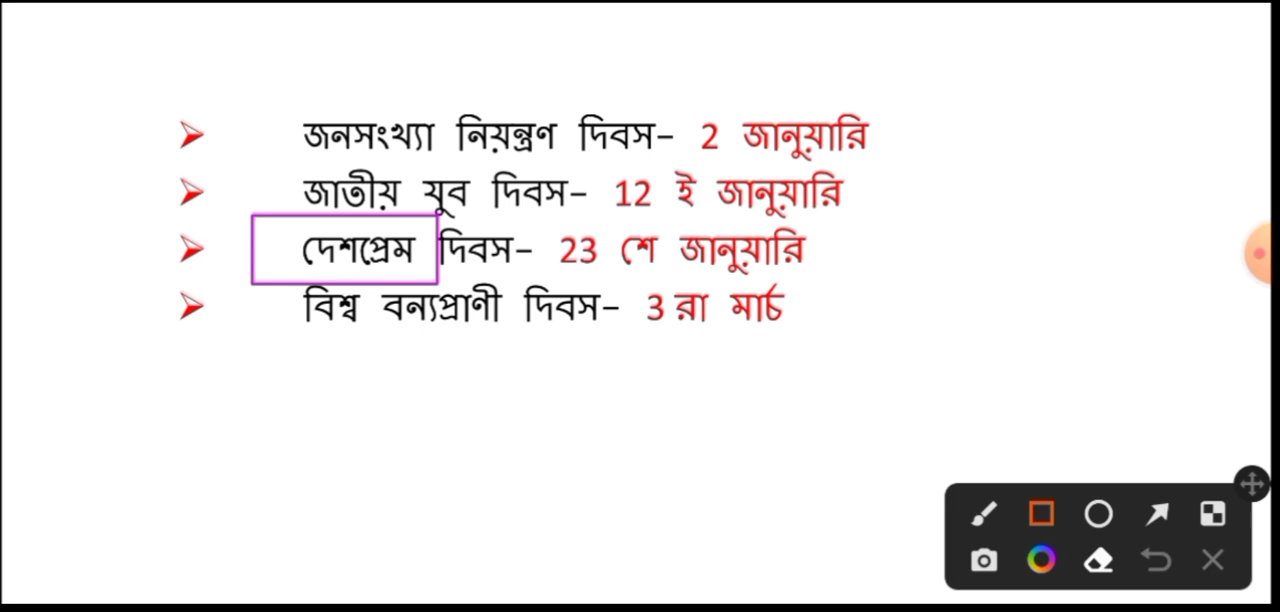 জনসংখ্যা নিয়ন্ত্রণ দিবস– 2 জানুয়ারি
জাতীয় যুব দিবস– 12 ই জানুয়ারি
দেশপ্রেম দিবস– 23 শে জানুয়ারি
বিশ্ব বন্যপ্রাণী দিবস– 3 রা মার্চ